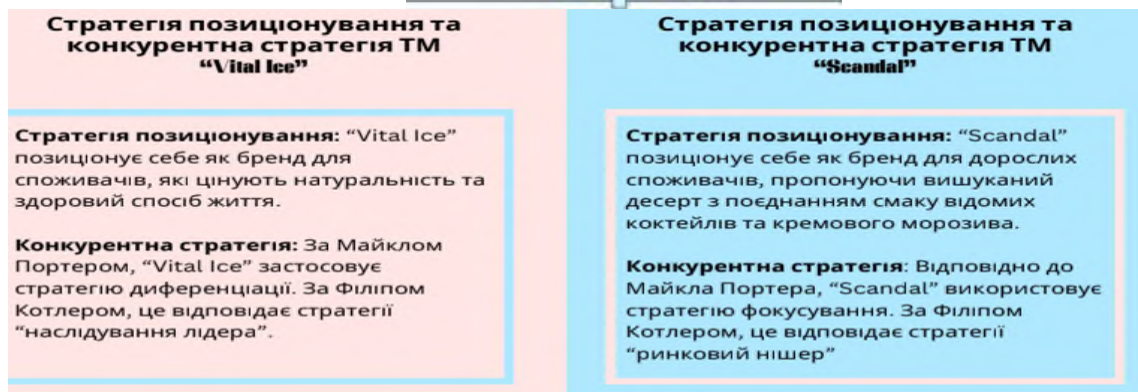 Стратегія позиціонування та
конкурентна стратегія ТМ
“Vital Ice”
Стратегія позиціонування: “Vital Ice”
позиціонує себе як бренд для
споживачів, які цінують натуральність та
здоровий спосіб життя.
Конкурентна стратегія: За Майклом
Портером, “Vital Ice” застосовує
стратегію диференціації. За Філіпом
Котлером, це відповідає стратегії
“наслідування лідера”.
Стратегія позиціонування та
конкурентна стратегія ТМ
“Scandal”
Стратегія позиціонування: “Scandal”
позиціонує себе як бренд для дорослих
споживачів, пропонуючи вишуканий
десерт з поєднанням смаку відомих
коктейлів та кремового морозива.
Конкурентна стратегія: Відповідно до
Майкла Портера, “Scandal” використовує
стратегію фокусування. За Філіпом
Котлером, це відповідає стратегії
“ринковий нішер”